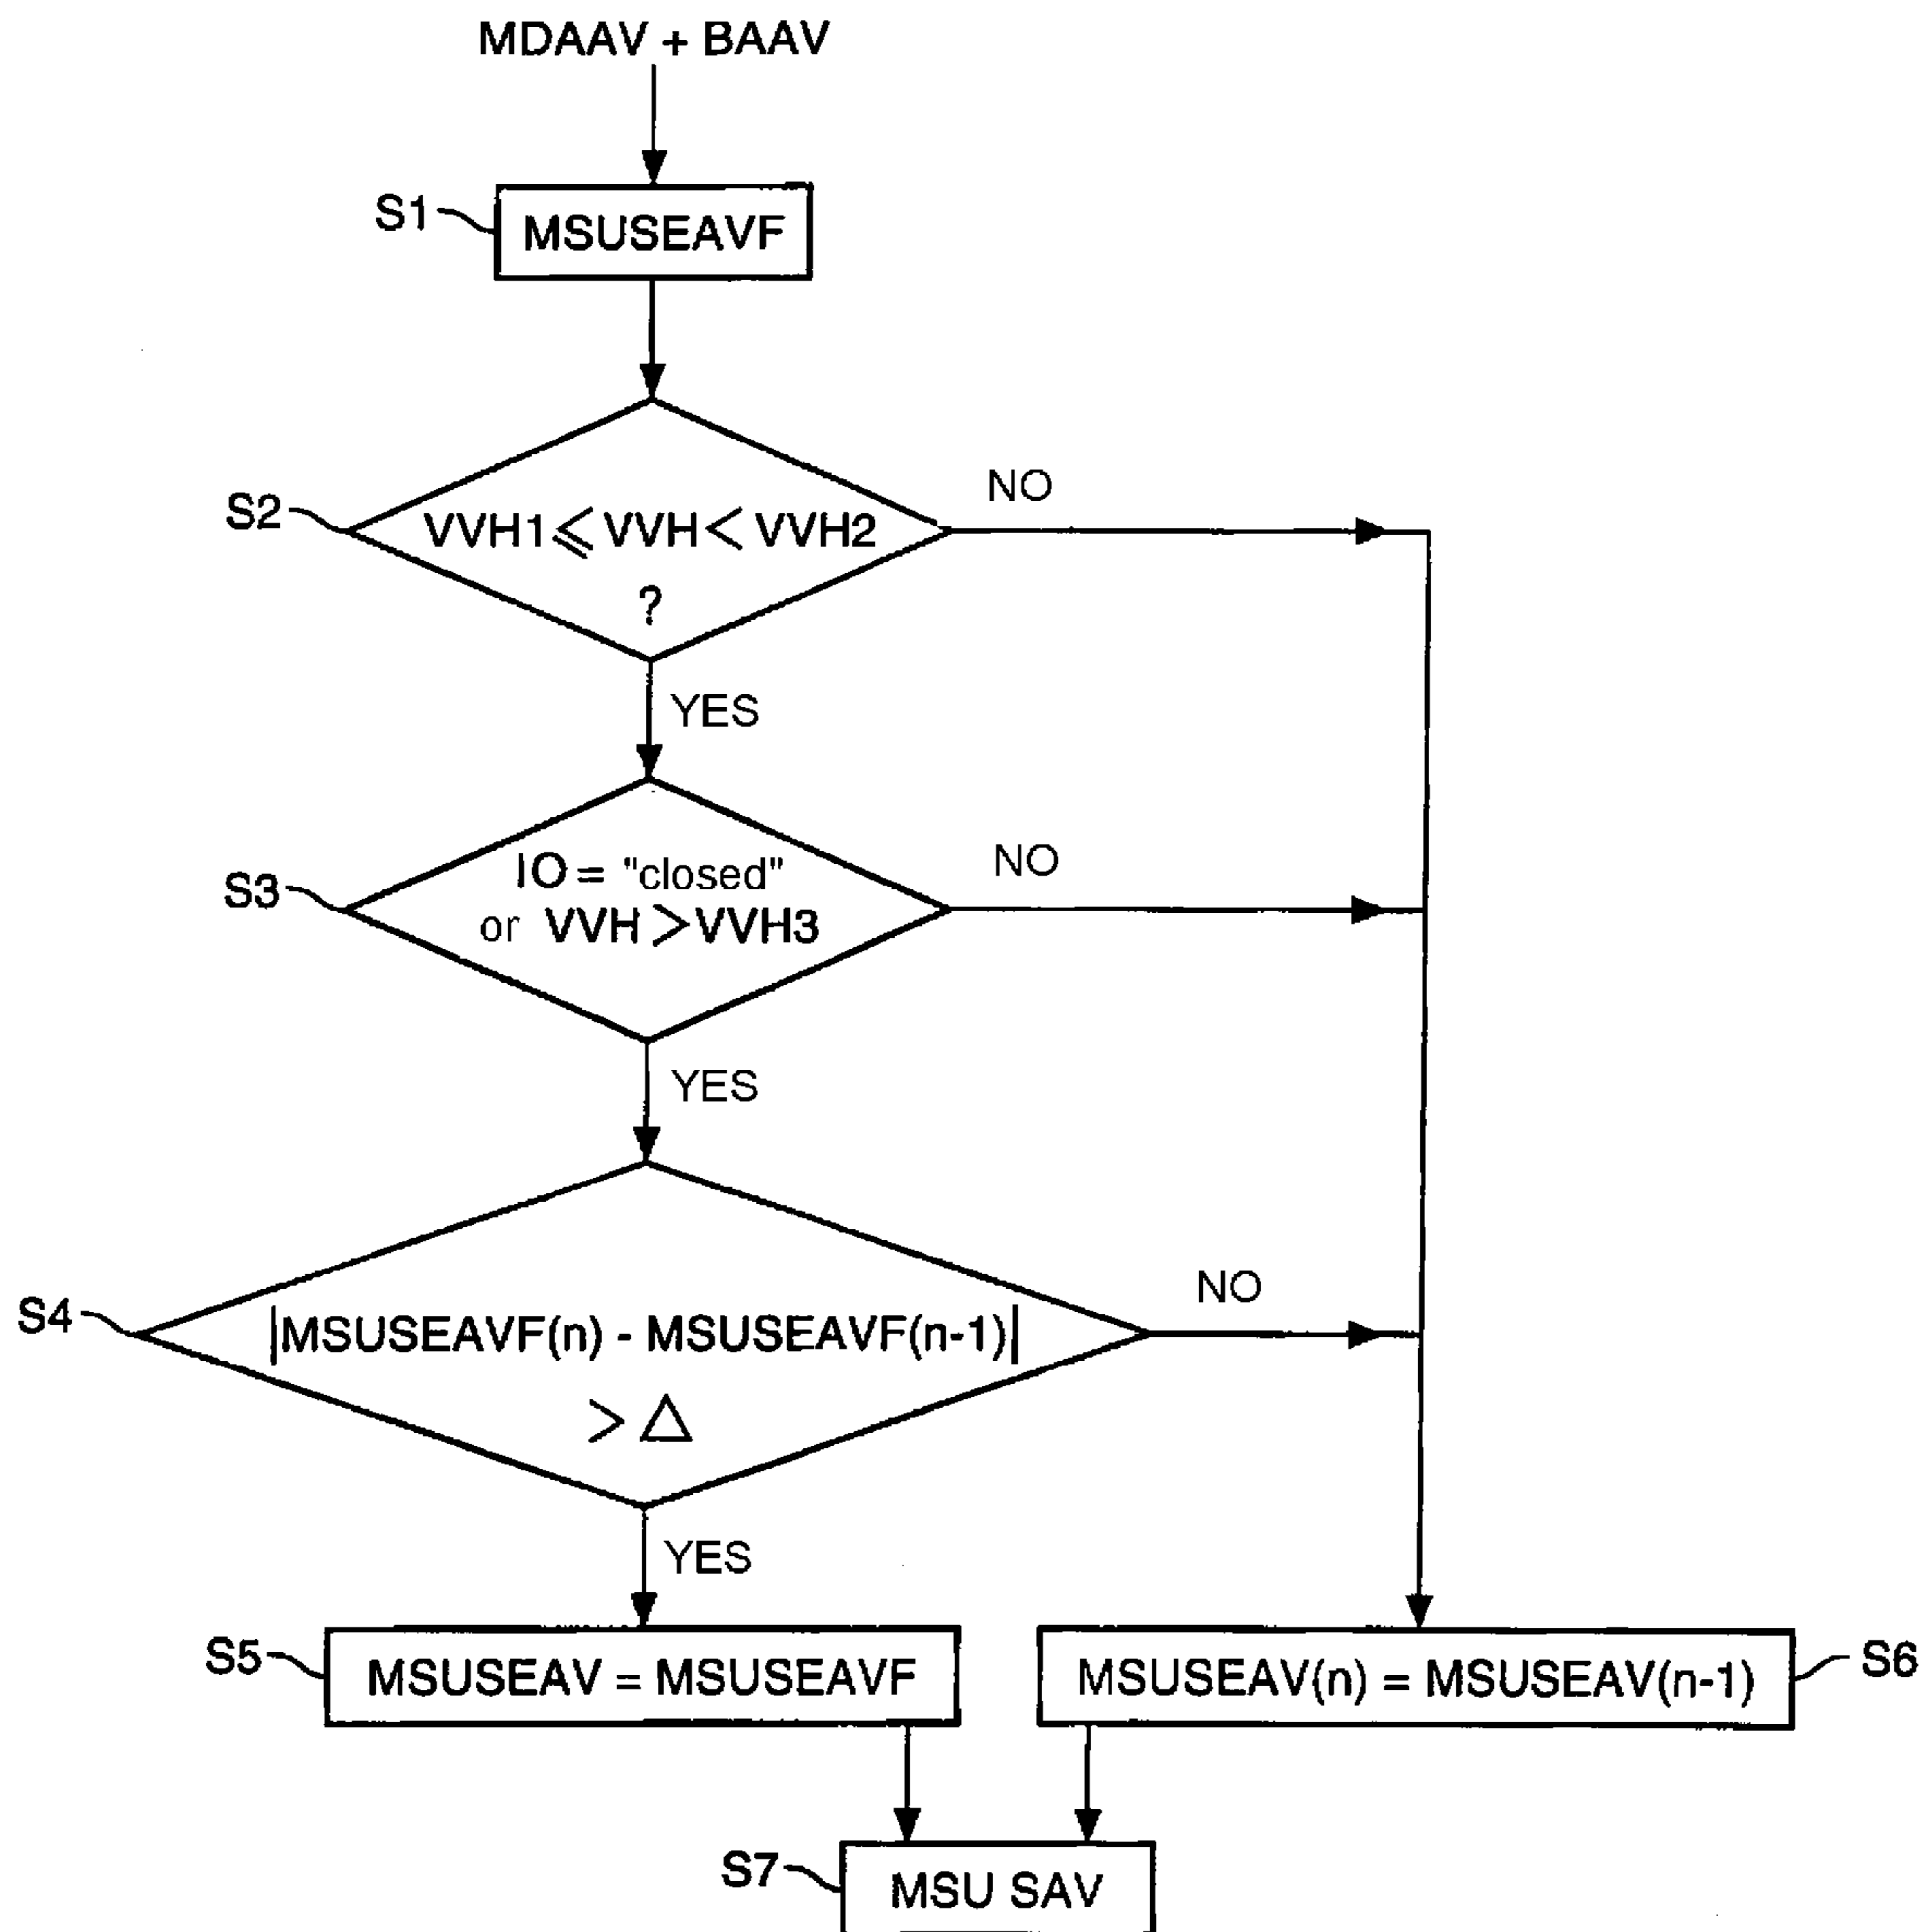 MDAAV + BAAV
S1
MSUSEAVF
S2
VVH1 ⩽ VVH < VVH2
?
NO
YES
S3
IO = "closed"
or VVH > VVH3
NO
YES
S4
|MSUSEAVF(n) - MSUSEAVF(n-1)|
> △
NO
YES
S5
MSUSEAV = MSUSEAVF
MSUSEAV(n) = MSUSEAV(n-1)
S6
S7
MSU SAV